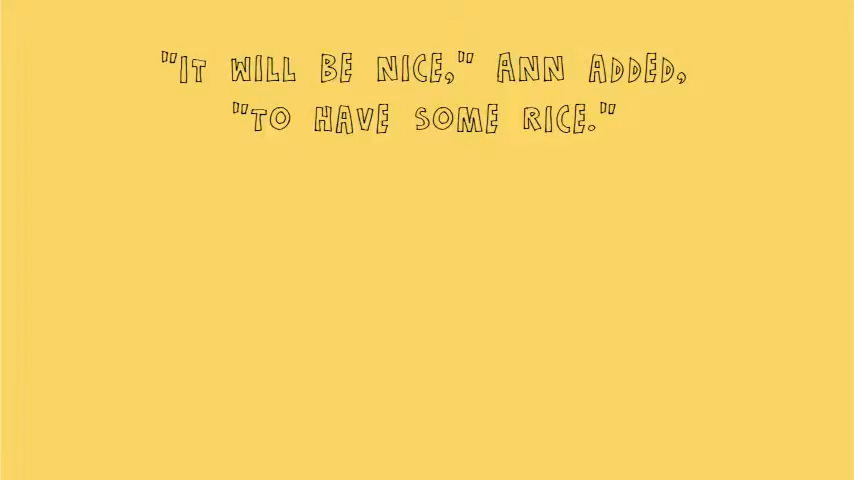 "IT WILL BE NICE," ANN ADDED,
"TO HAVE SOME RICE."